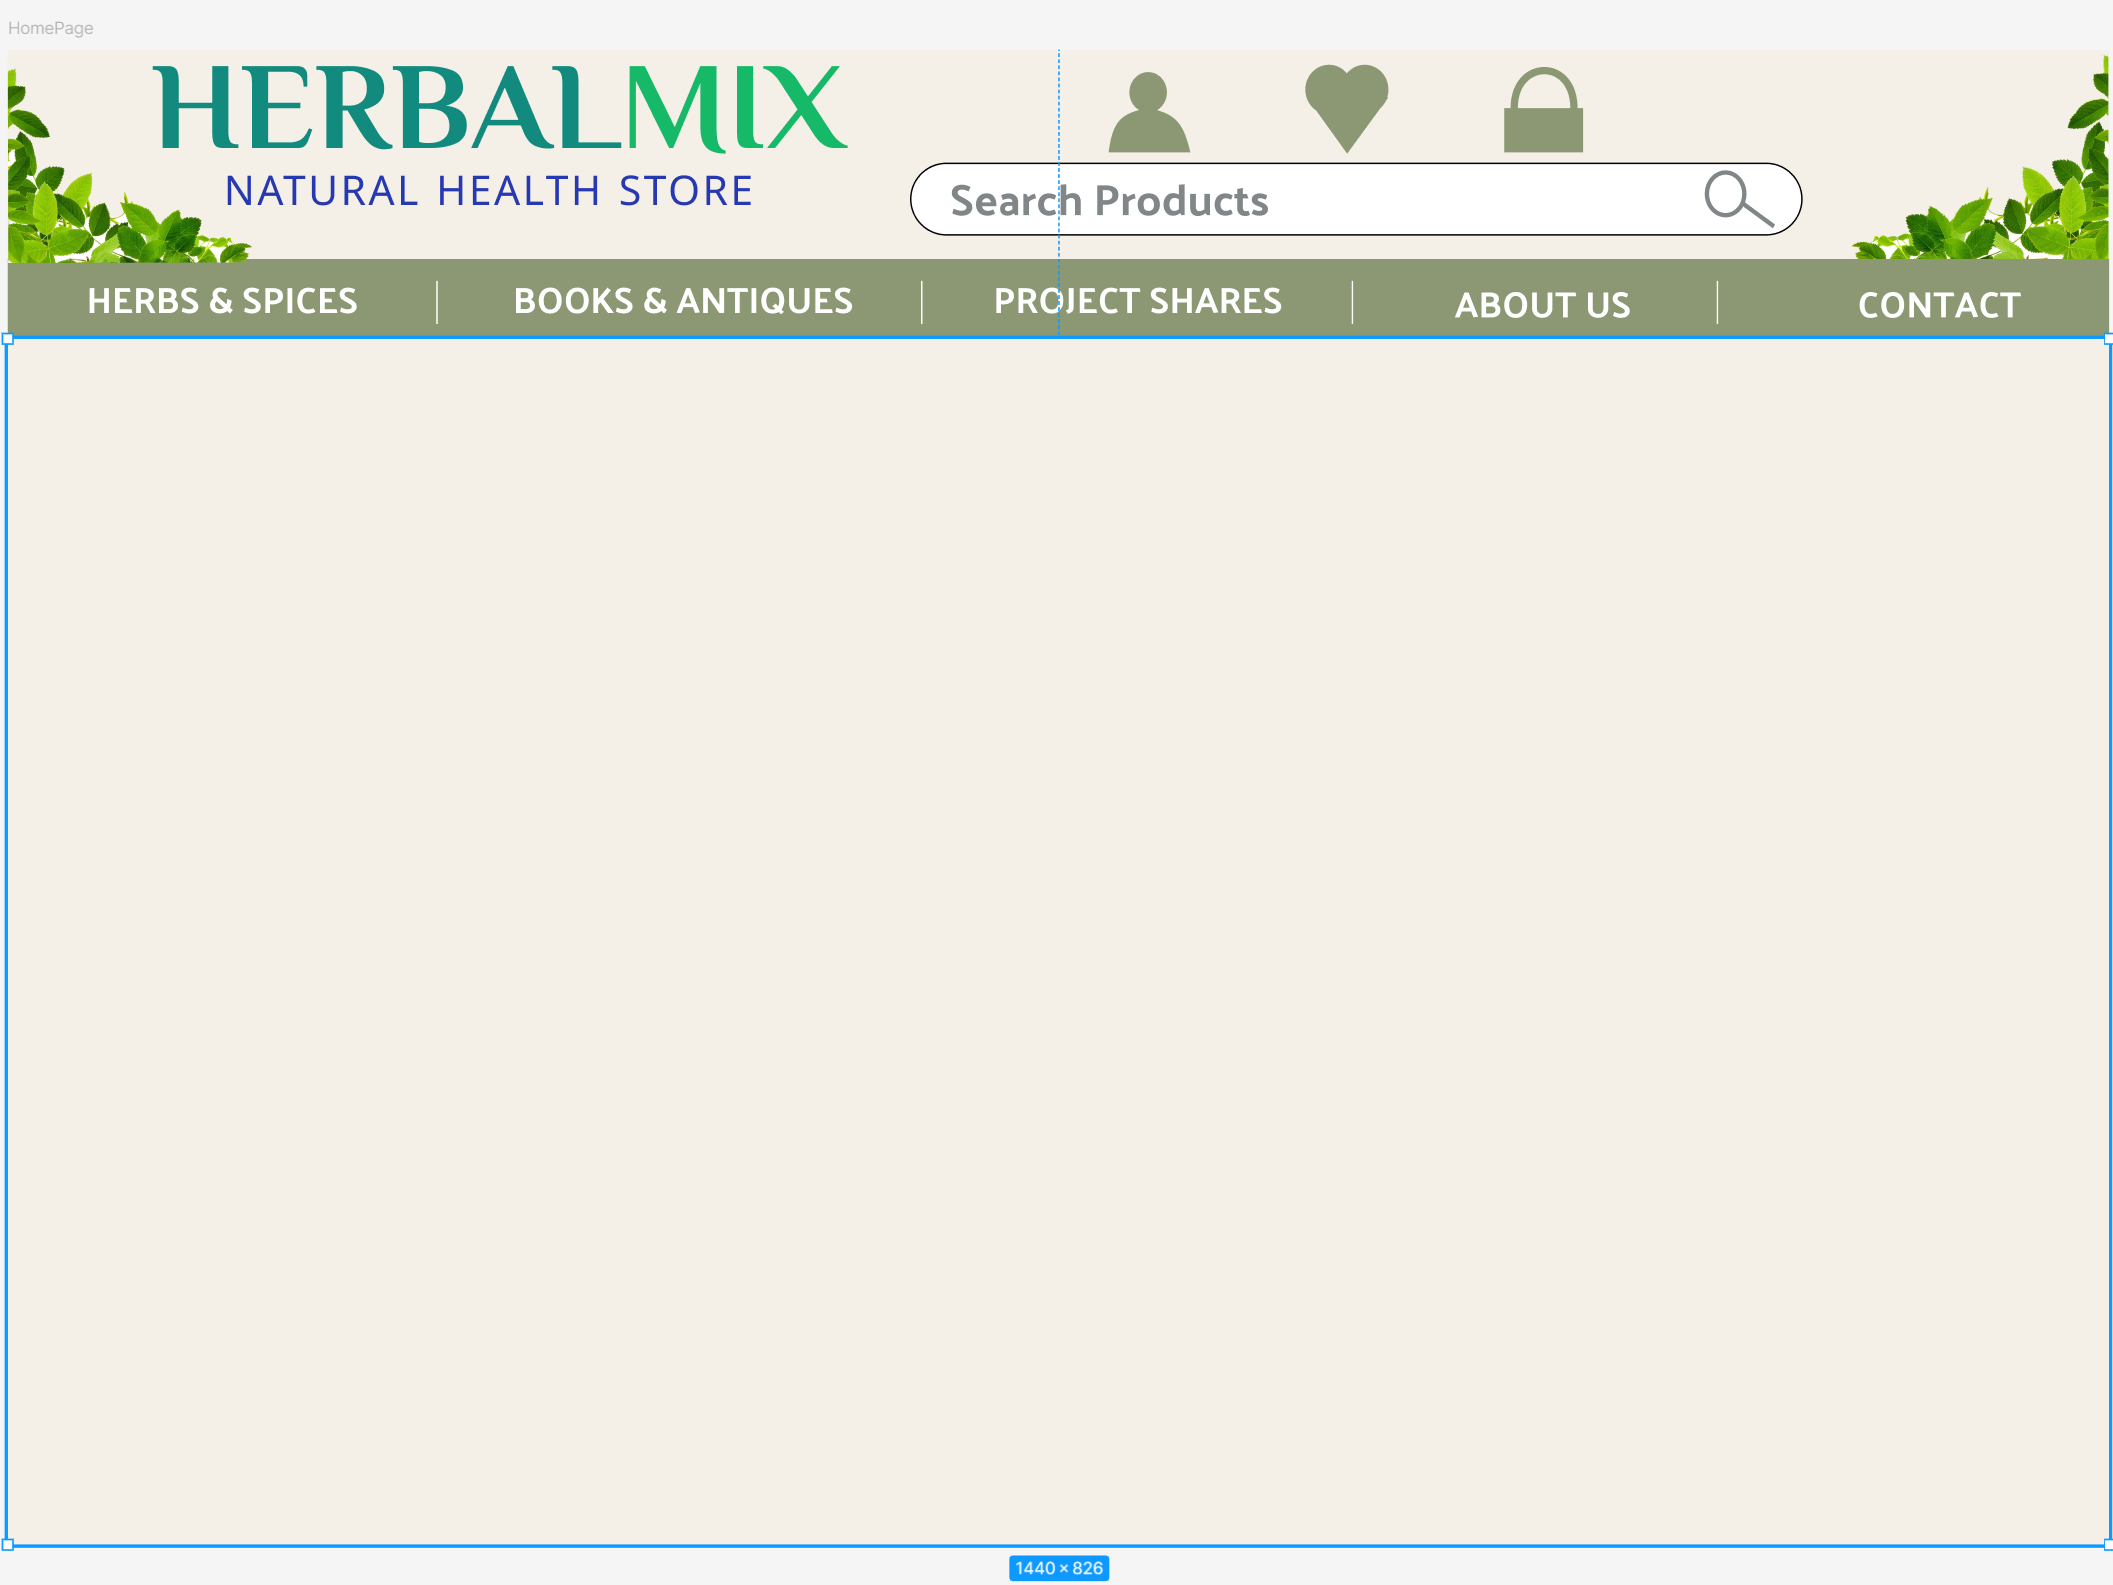 HomePage
HERBALMIX
NATURAL HEALTH STORE
Search Products
HERBS & SPICES
BOOKS & ANTIQUES
PROJECT SHARES
ABOUT US
CONTACT
1440 × 826